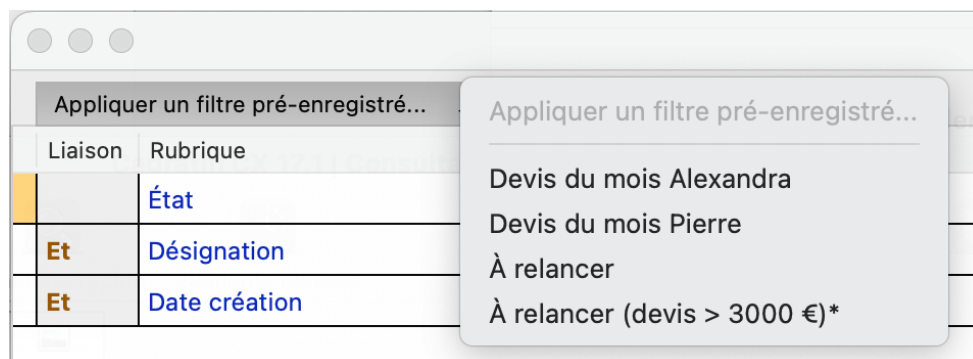 Appliquer un filtre pré-enregistré...
Appliquer un filtre pré-enregistré...
Liaison Rubrique
Devis du mois Alexandra
État
Devis du mois Pierre
Et Désignation
À relancer
Et Date création
À relancer (devis > 3000 €)*